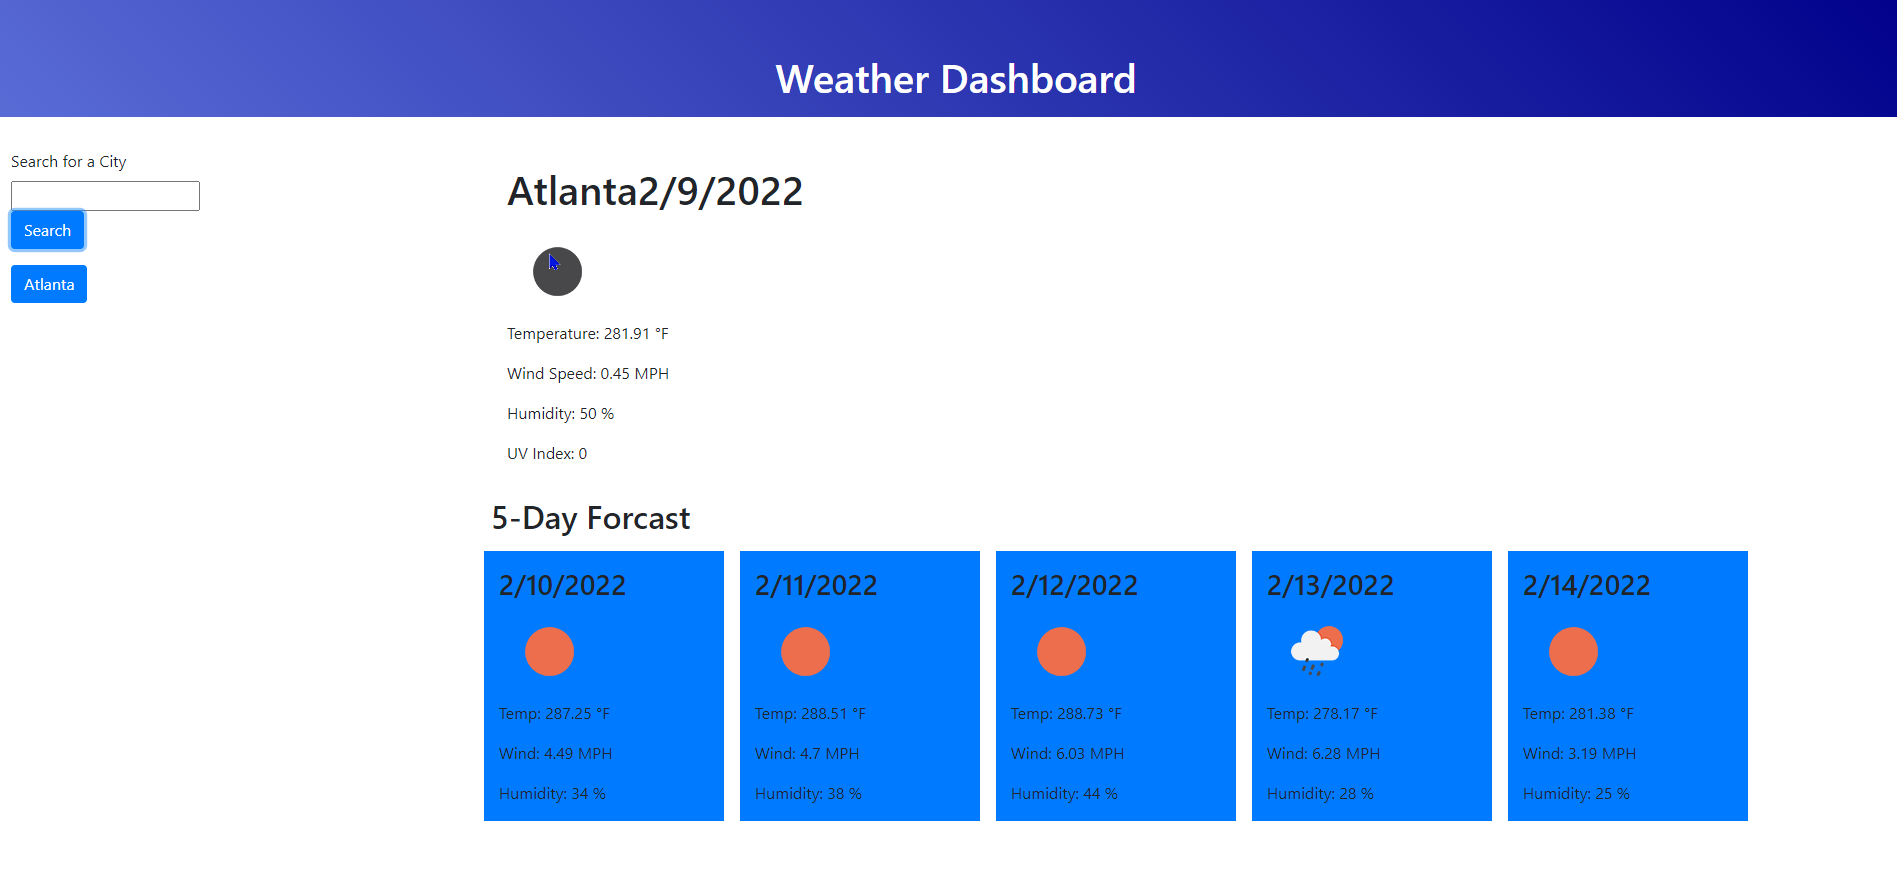 Weather Dashboard
Search for a City
Search
Atlanta
Atlanta2/9/2022
Temperature: 281.91 °F
Wind Speed: 0.45 MPH
Humidity: 50 %
UV Index: 0
5-Day Forcast
2/10/2022
Temp: 287.25 °F
Wind: 4.49 MPH
Humidity: 34 %
2/11/2022
Temp: 288.51 °F
Wind: 4.7 MPH
Humidity: 38 %
2/12/2022
Temp: 288.73 °F
Wind: 6.03 MPH
Humidity: 44 %
2/13/2022
Temp: 278.17 °F
Wind: 6.28 MPH
Humidity: 28 %
2/14/2022
Temp: 281.38 °F
Wind: 3.19 MPH
Humidity: 25 %